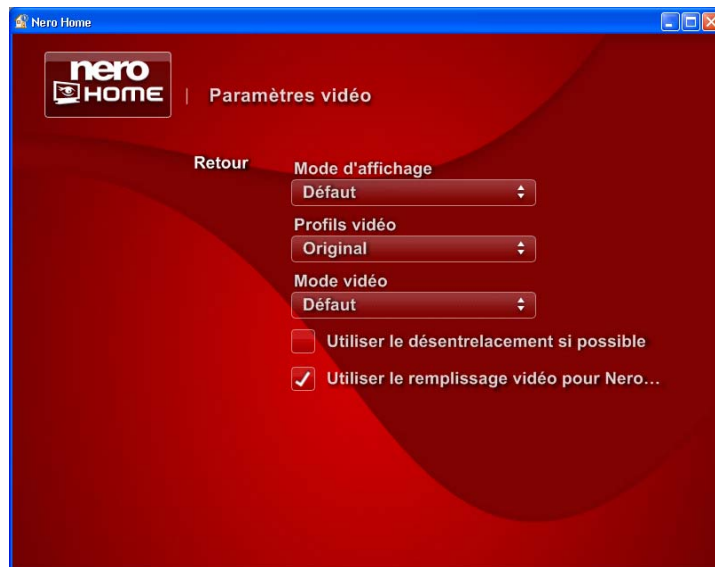 Nero Home
nero
HOME
| Paramètres vidéo
Retour
Mode d'affichage
Défaut
Profils vidéo
Original
Mode vidéo
Défaut
Utiliser le désentrelacement si possible
Utiliser le remplissage vidéo pour Nero...